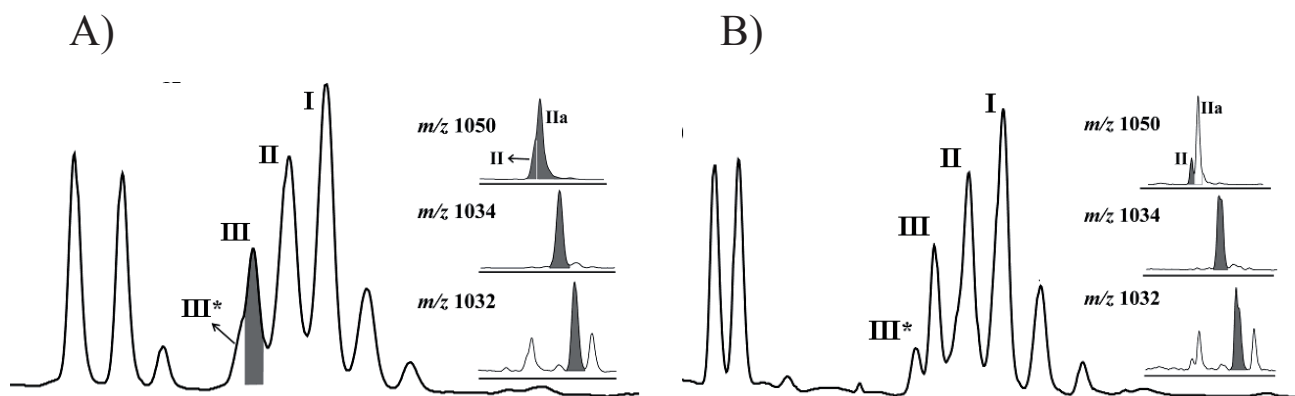 A)
I
II
III
III*
m/z 1050
IIa
II
m/z 1034
m/z 1032
B)
I
II
III
III*
m/z 1050
IIa
II
m/z 1034
m/z 1032